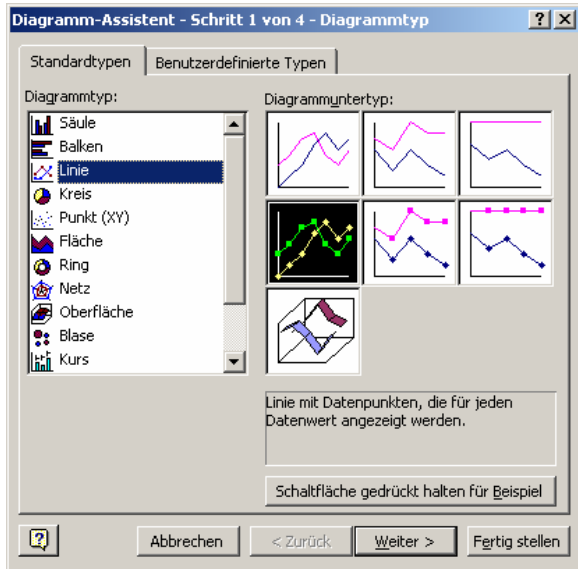 Diagramm-Assistent - Schritt 1 von 4 - Diagrammtyp
Standardtypen
Benutzerdefinierte Typen
Diagrammtyp:
Säule
Balken
Linie
Kreis
Punkt (XY)
Fläche
Ring
Netz
Oberfläche
Blase
Kurs
Diagrammuntertyp:
Linie mit Datenpunkten, die für jeden
Datenwert angezeigt werden.
Schaltfläche gedrückt halten für Beispiel
Abbrechen
< Zurück
Weiter >
Fertig stellen